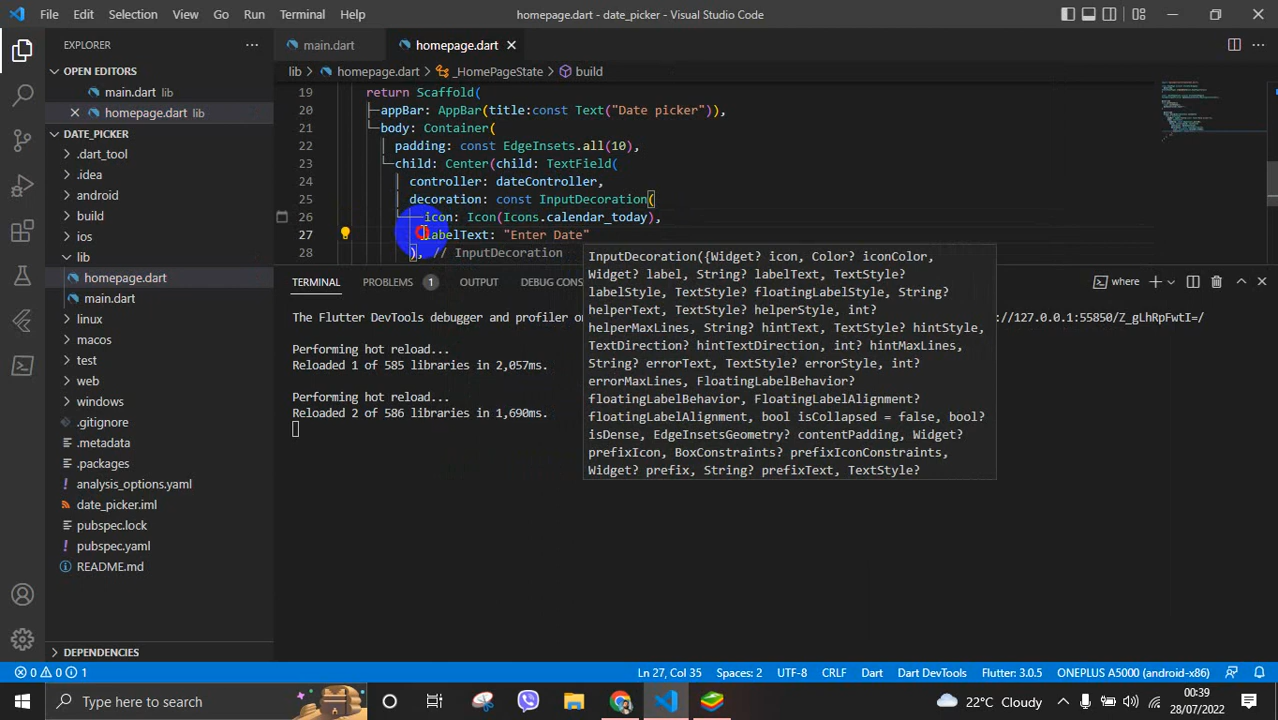 File Edit Selection View Go Run Terminal Help
homepage.dart - date_picker - Visual Studio Code
EXPLORER
main.dart
homepage.dart
OPEN EDITORS
main.dart lib
homepage.dart lib
DATE_PICKER
.dart_tool
.idea
android
build
ios
lib
homepage.dart
main.dart
linux
macos
test
web
windows
.gitignore
.metadata
.packages
analysis_options.yaml
date_picker.iml
pubspec.lock
pubspec.yaml
README.md
DEPENDENCIES
lib homepage.dart _HomePageState build
19 return Scaffold(
20 appBar: AppBar(title:const Text("Date picker")),
21 body: Container(
22 padding: const EdgeInsets.all(10),
23 child: Center(child: TextField(
24 controller: dateController,
25 decoration: const InputDecoration(
26 icon: Icon(Icons.calendar_today),
27 labelText: "Enter Date"
28 ), // InputDecoration
InputDecoration({Widget? icon, Color? iconColor,
Widget? label, String? labelText, TextStyle?
labelStyle, TextStyle? floatingLabelStyle, String?
helperText, TextStyle? helperStyle, int?
helperMaxLines, String? hintText, TextStyle? hintStyle,
TextDirection? hintTextDirection, int? hintMaxLines,
String? errorText, TextStyle? errorStyle, int?
errorMaxLines, FloatingLabelBehavior?
floatingLabelBehavior, FloatingLabelAlignment?
floatingLabelAlignment, bool isCollapsed = false, bool?
isDense, EdgeInsetsGeometry? contentPadding, Widget?
prefixIcon, BoxConstraints? prefixIconConstraints,
Widget? prefix, String? prefixText, TextStyle?
TERMINAL PROBLEMS 1 OUTPUT DEBUG CONS
where
The Flutter DevTools debugger and profiler o
://127.0.0.1:55850/Z_gLhRpFwtI=/
Performing hot reload...
Reloaded 1 of 585 libraries in 2,057ms.
Performing hot reload...
Reloaded 2 of 586 libraries in 1,690ms.
0 0 1
Ln 27, Col 35 Spaces: 2 UTF-8 CRLF Dart Dart DevTools Flutter: 3.0.5 ONEPLUS A5000 (android-x86)
Type here to search
22°C Cloudy
00:39
28/07/2022